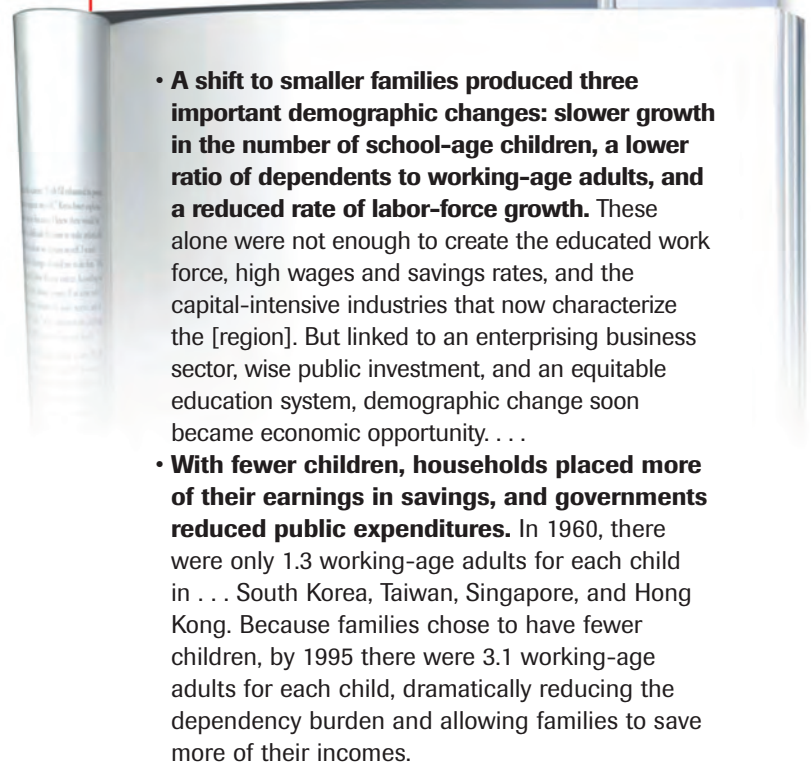 • A shift to smaller families produced three
important demographic changes: slower growth
in the number of school-age children, a lower
ratio of dependents to working-age adults, and
a reduced rate of labor-force growth. These
alone were not enough to create the educated work
force, high wages and savings rates, and the
capital-intensive industries that now characterize
the [region]. But linked to an enterprising business
sector, wise public investment, and an equitable
education system, demographic change soon
became economic opportunity. . . .
• With fewer children, households placed more
of their earnings in savings, and governments
reduced public expenditures. In 1960, there
were only 1.3 working-age adults for each child
in . . . South Korea, Taiwan, Singapore, and Hong
Kong. Because families chose to have fewer
children, by 1995 there were 3.1 working-age
adults for each child, dramatically reducing the
dependency burden and allowing families to save
more of their incomes.